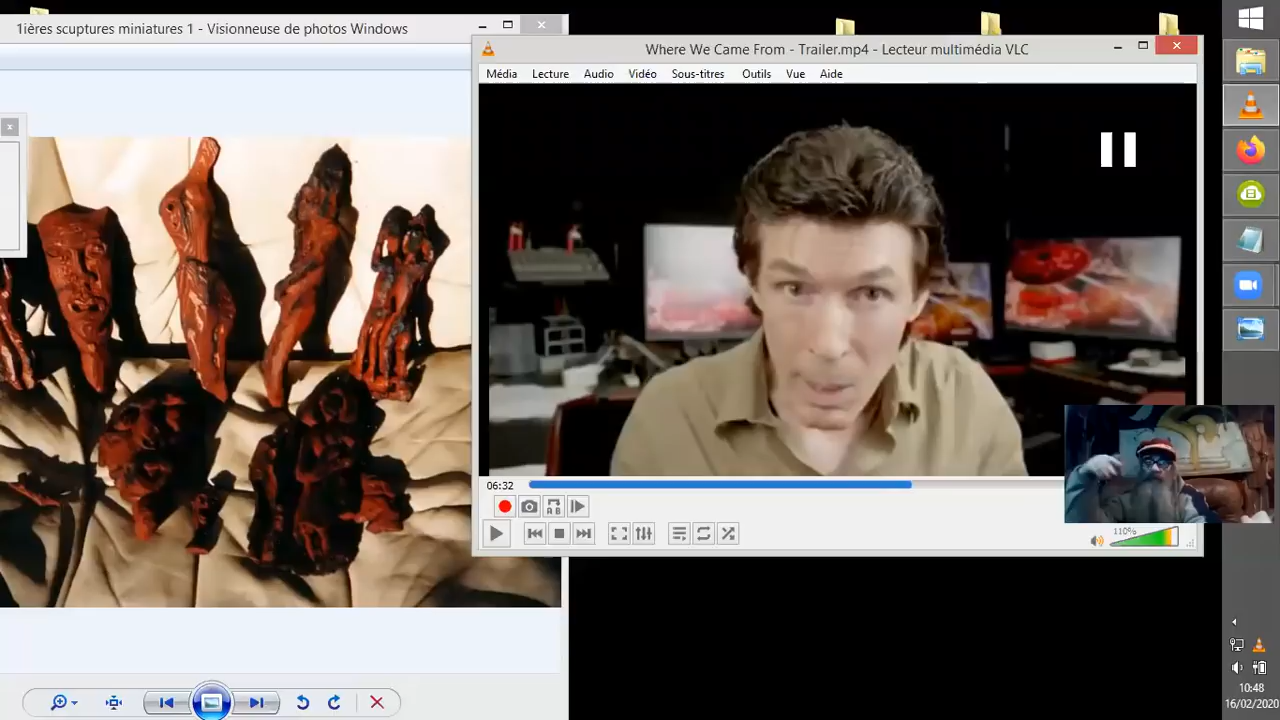 1ières scuptures miniatures 1 - Visionneuse de photos Windows
Where We Came From - Trailer.mp4 - Lecteur multimédia VLC
Média Lecture Audio Vidéo Sous-titres Outils Vue Aide
06:32
A B
110%
10:48
16/02/2020